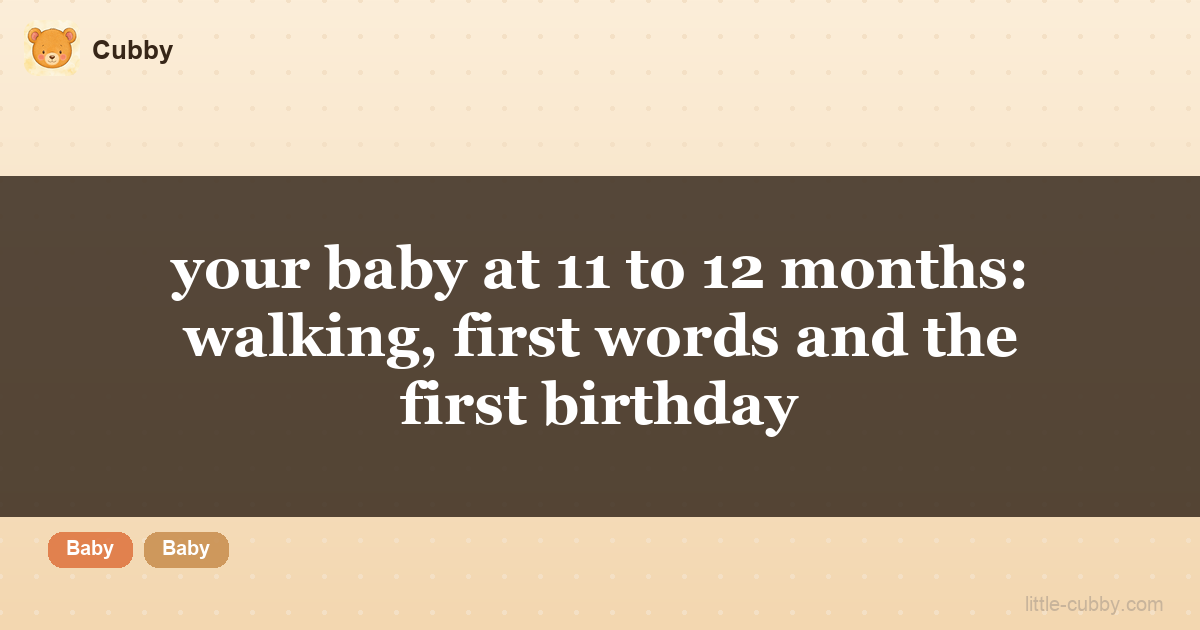 Cubby
your baby at 11 to 12 months:
walking, first words and the
first birthday
Baby Baby
little-cubby.com